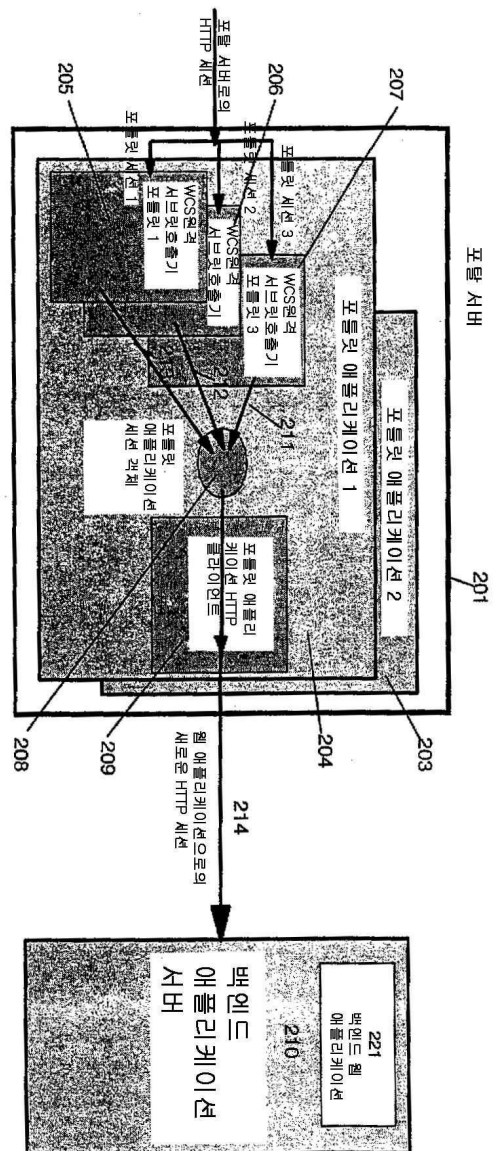 포탈 서버
201
포틀릿 애플리케이션 2
203
포틀릿 애플리케이션 1
204
207
206
205
포탈 서버로의
HTTP 세션
포틀릿 세션 3
포틀릿 세션 2
포틀릿 세션 1
WCS원격
서브릿호출기
포틀릿 3
WCS원격
서브릿호출기
WCS원격
서브릿호출기
포틀릿 1
211
212
포틀릿
애플리케이션
세션 객체
포틀릿 애플리
케이션 HTTP
클라이언트
208
209
214
웹 애플리케이션으로의
새로운 HTTP 세션
221
백엔드 웹
애플리케이션
210
백엔드
애플리케이션
서버